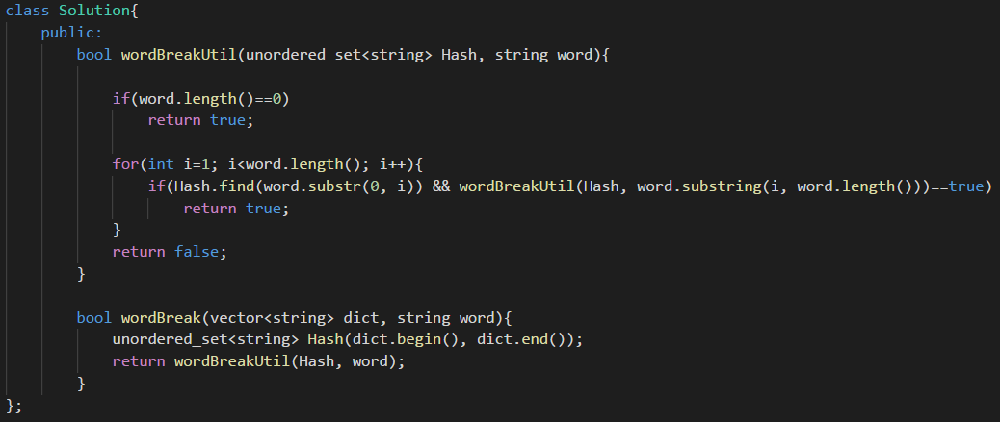 class Solution{
    public:
        bool wordBreakUtil(unordered_set<string> Hash, string word){
            if(word.length()==0)
                return true;
            for(int i=1; i<word.length(); i++){
                if(Hash.find(word.substr(0, i)) && wordBreakUtil(Hash, word.substring(i, word.length()))==true)
                    return true;
            }
            return false;
        }
        bool wordBreak(vector<string> dict, string word){
            unordered_set<string> Hash(dict.begin(), dict.end());
            return wordBreakUtil(Hash, word);
        }
};